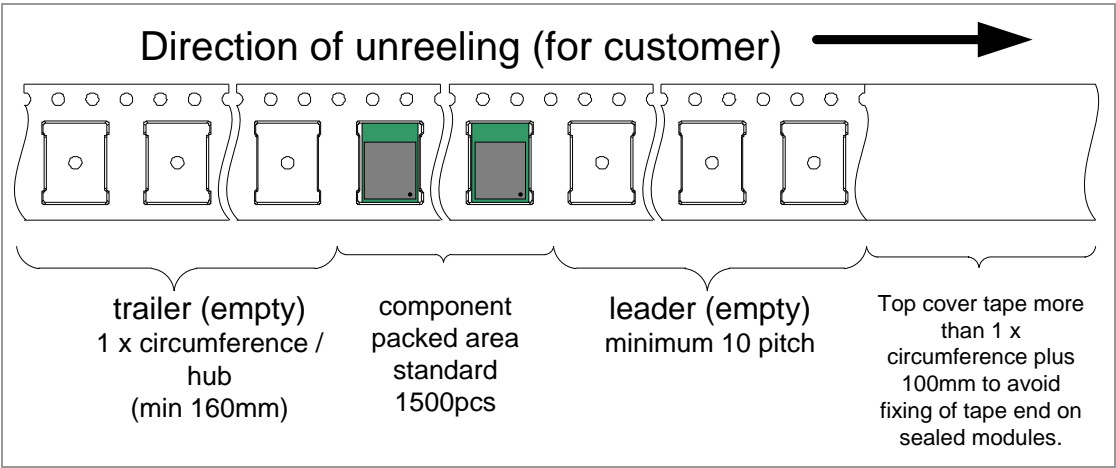 Direction of unreeling (for customer)
trailer (empty)
1 x circumference /
hub
(min 160mm)
component
packed area
standard
1500pcs
leader (empty)
minimum 10 pitch
Top cover tape more
than 1 x
circumference plus
100mm to avoid
fixing of tape end on
sealed modules.